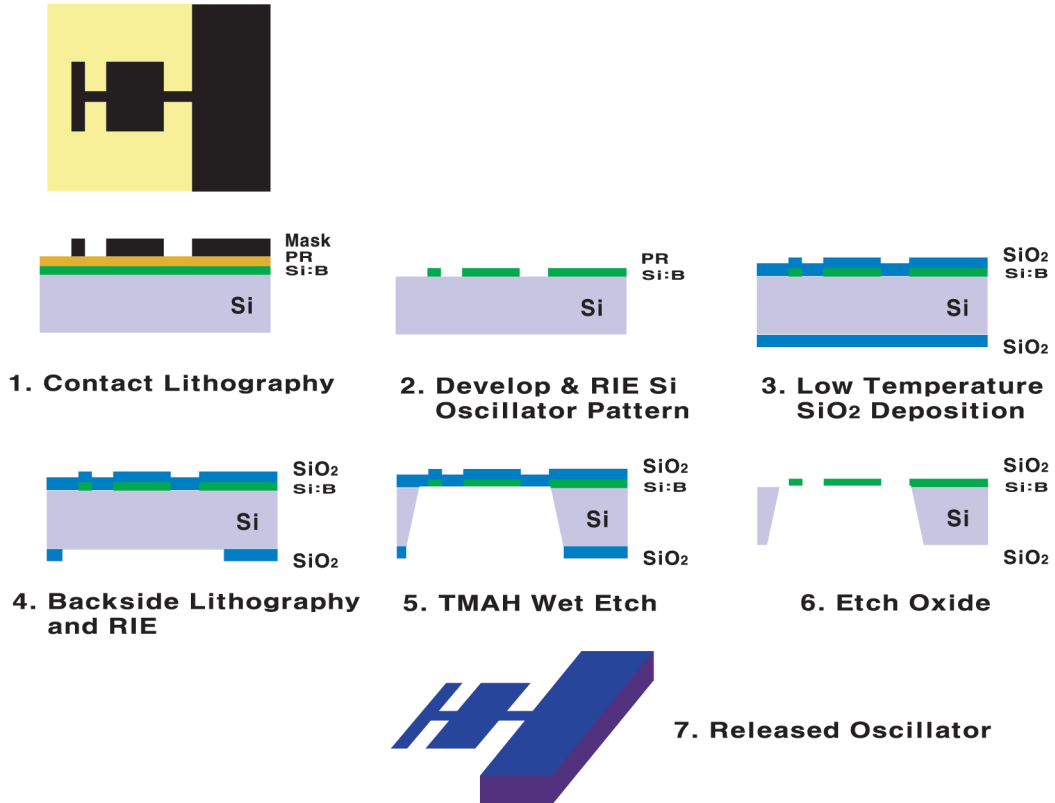 Mask
PR
Si:B
Si
1. Contact Lithography
PR
Si:B
Si
2. Develop & RIE Si
Oscillator Pattern
SiO2
Si:B
Si
SiO2
3. Low Temperature
SiO2 Deposition
SiO2
Si:B
Si
SiO2
4. Backside Lithography
and RIE
SiO2
Si:B
Si
SiO2
5. TMAH Wet Etch
SiO2
Si:B
Si
SiO2
6. Etch Oxide
7. Released Oscillator